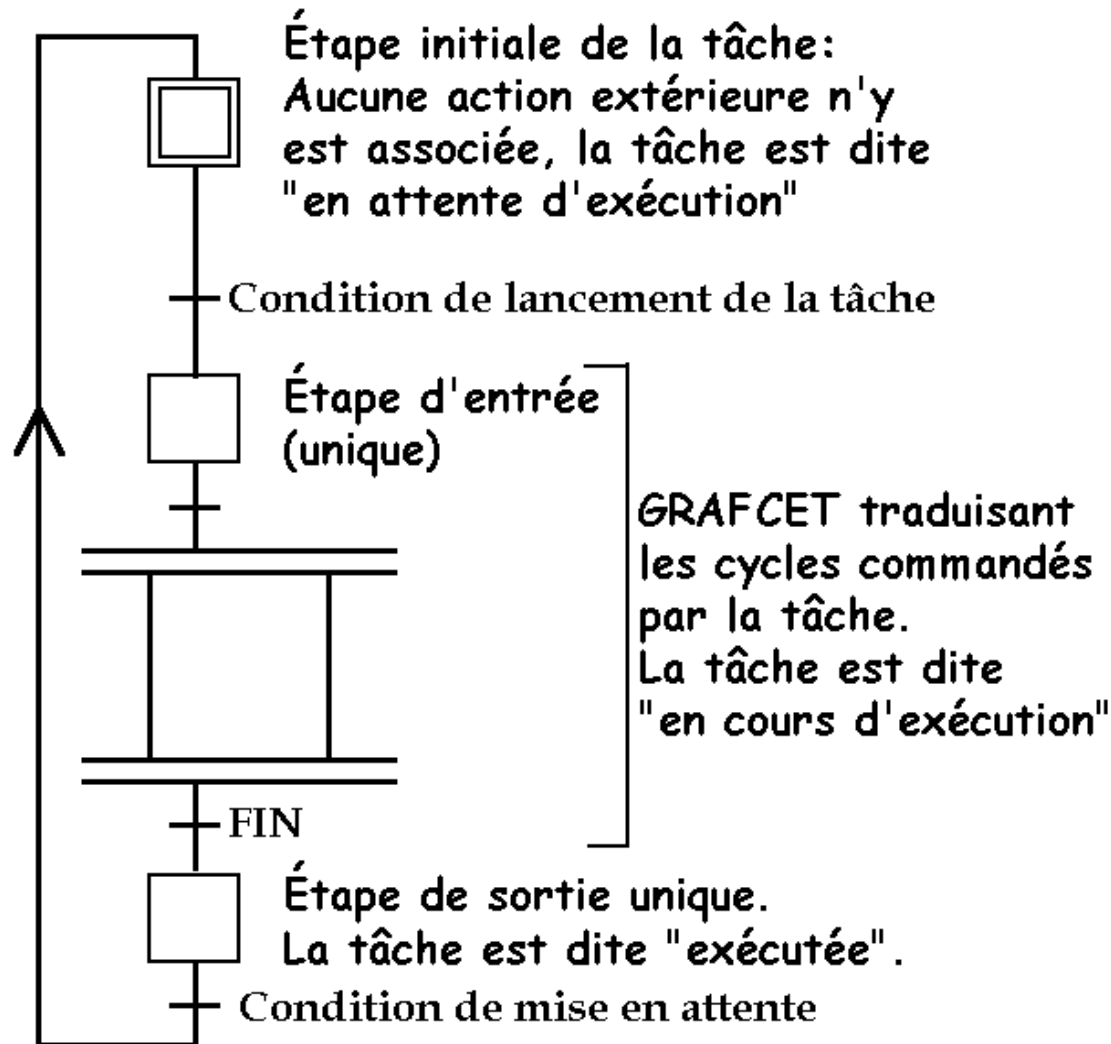 Étape initiale de la tâche:
Aucune action extérieure n'y
est associée, la tâche est dite
"en attente d'exécution"
Condition de lancement de la tâche
Étape d'entrée
(unique)
GRAFCET traduisant
les cycles commandés
par la tâche.
La tâche est dite
"en cours d'exécution"
FIN
Étape de sortie unique.
La tâche est dite "exécutée".
Condition de mise en attente